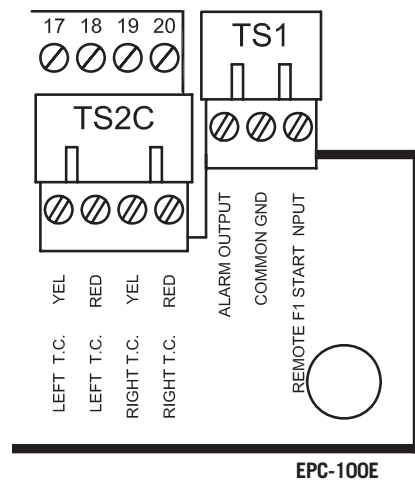 17 18 19 20
TS1
TS2C
ALARM OUTPUT
COMMON GND
REMOTE F1 START NPUT
LEFT T.C. YEL
LEFT T.C. RED
RIGHT T.C. YEL
RIGHT T.C. RED
EPC-100E